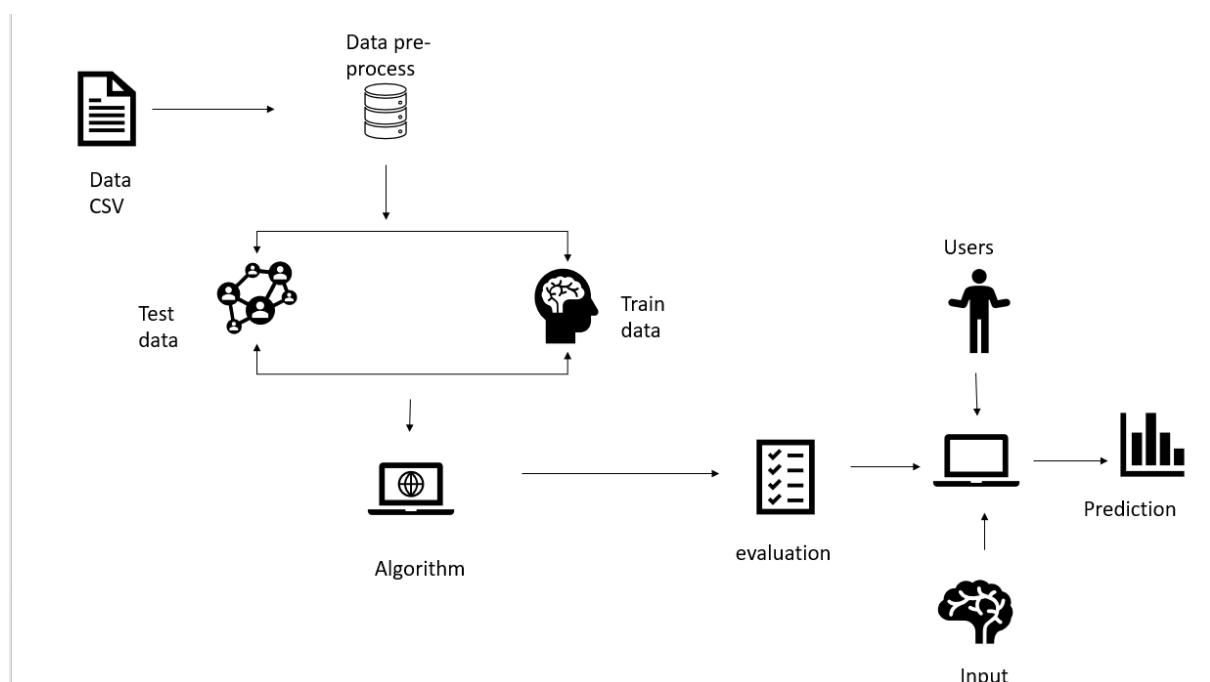 Data pre-
process
Data
CSV
Users
Test
data
Train
data
Prediction
evaluation
Algorithm
Input